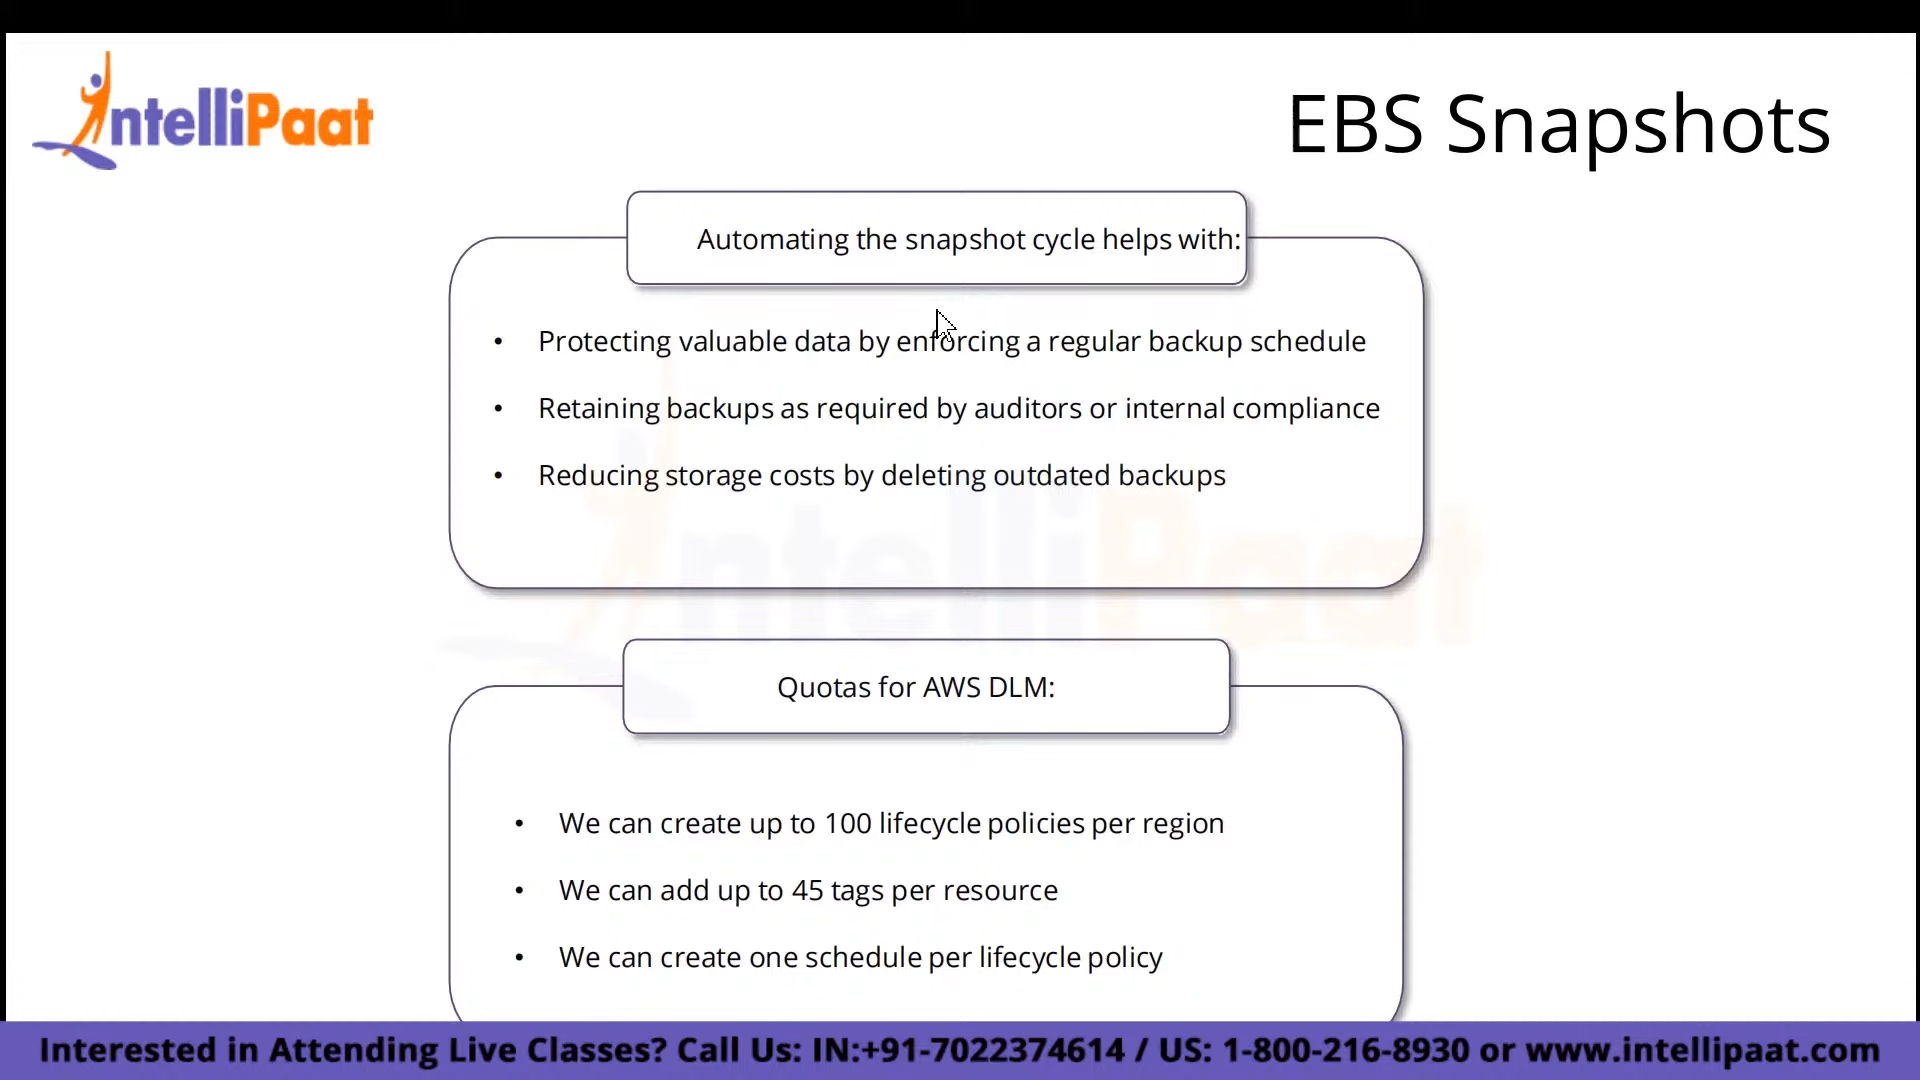 IntelliPaat
EBS Snapshots
Automating the snapshot cycle helps with:
• Protecting valuable data by enforcing a regular backup schedule
• Retaining backups as required by auditors or internal compliance
• Reducing storage costs by deleting outdated backups
IntelliPaat
Quotas for AWS DLM:
• We can create up to 100 lifecycle policies per region
• We can add up to 45 tags per resource
• We can create one schedule per lifecycle policy
Interested in Attending Live Classes? Call Us: IN:+91-7022374614 / US: 1-800-216-8930 or www.intellipaat.com